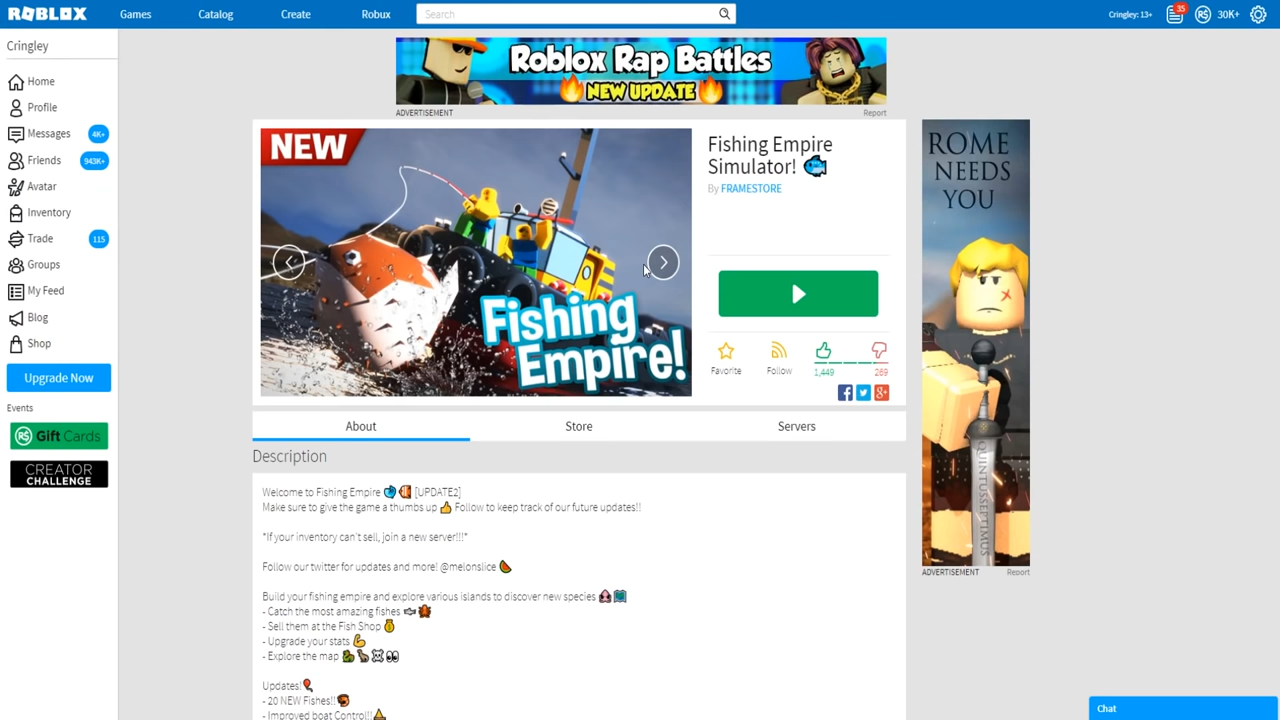 ROBLOX
Games
Catalog
Create
Robux
Search
Cringley: 13+
35
30K+
Cringley
Home
Profile
Messages
4K+
Friends
943K+
Avatar
Inventory
Trade
115
Groups
My Feed
Blog
Shop
Upgrade Now
Events
Gift Cards
CREATOR
CHALLENGE
Roblox Rap Battles
NEW UPDATE
ADVERTISEMENT
Report
NEW
Fishing
Empire!
Fishing Empire
Simulator!
By FRAMESTORE
Favorite
Follow
1,449
269
About
Store
Servers
Description
Welcome to Fishing Empire [UPDATE2]
Make sure to give the game a thumbs up Follow to keep track of our future updates!!
*If your inventory can't sell, join a new server!!!*
Follow our twitter for updates and more! @melonslice
Build your fishing empire and explore various islands to discover new species
- Catch the most amazing fishes
- Sell them at the Fish Shop
- Upgrade your stats
- Explore the map
Updates!
- 20 NEW Fishes!!
- Improved boat Control!!
ROME
NEEDS
YOU
QUINTUSSEPTIMUS
ADVERTISEMENT
Report
Chat